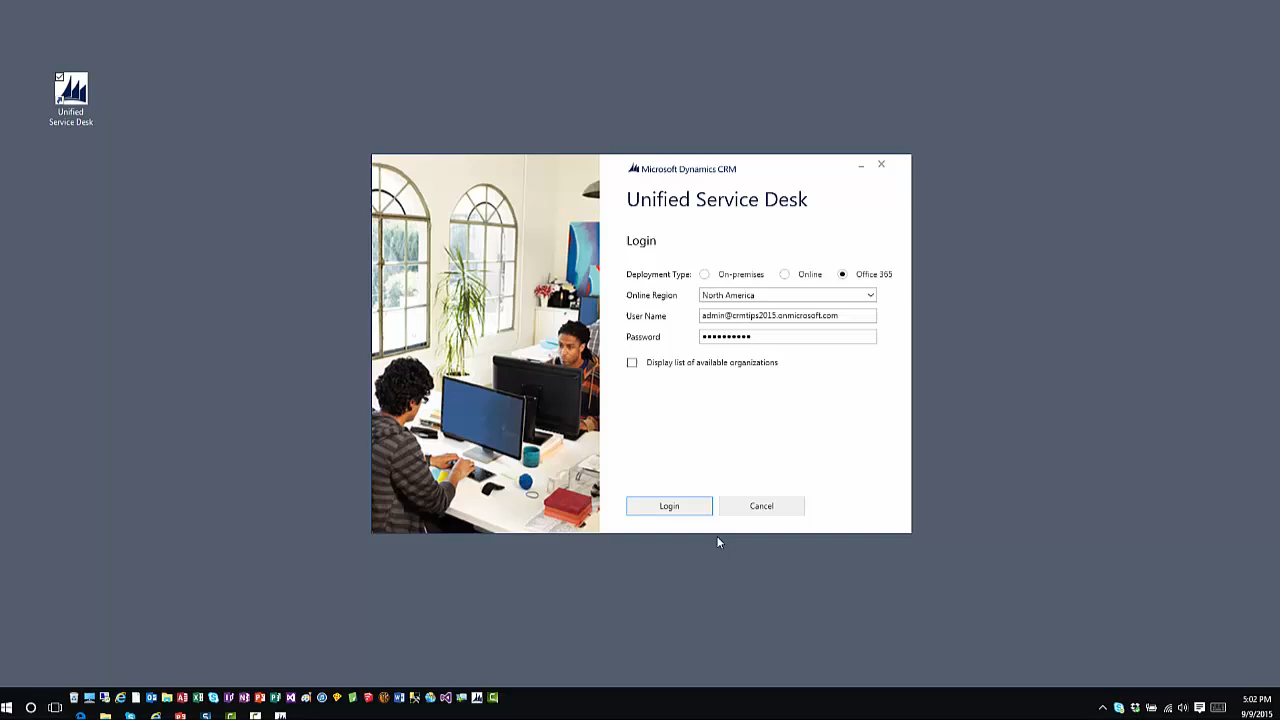 Unified
Service Desk
Microsoft Dynamics CRM
Unified Service Desk
Login
Deployment Type: On-premises Online Office 365
Online Region North America
User Name admin@crmtips2015.onmicrosoft.com
Password ••••••••••
Display list of available organizations
Login Cancel
5:02 PM
9/9/2015